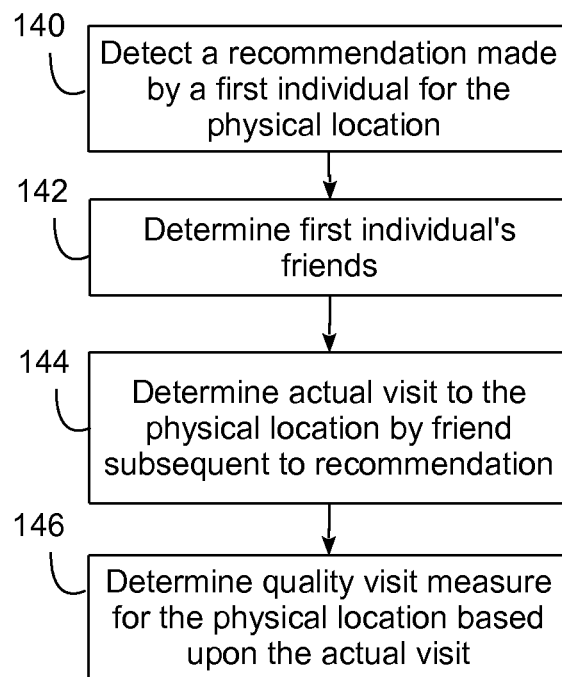 140
Detect a recommendation made
by a first individual for the
physical location
142
Determine first individual's
friends
144
Determine actual visit to the
physical location by friend
subsequent to recommendation
146
Determine quality visit measure
for the physical location based
upon the actual visit